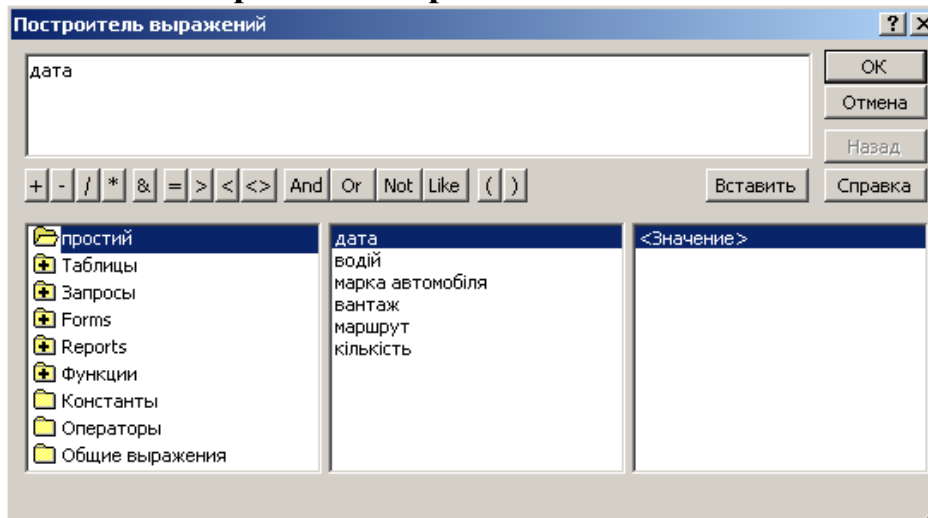 Построитель выражений
дата
ОК
Отмена
Назад
+ - / * & = > < <> And Or Not Like ( ) Вставить Справка
простий
Таблицы
Запросы
Forms
Reports
Функции
Константы
Операторы
Общие выражения
дата
водій
марка автомобіля
вантаж
маршрут
кількість
<Значение>